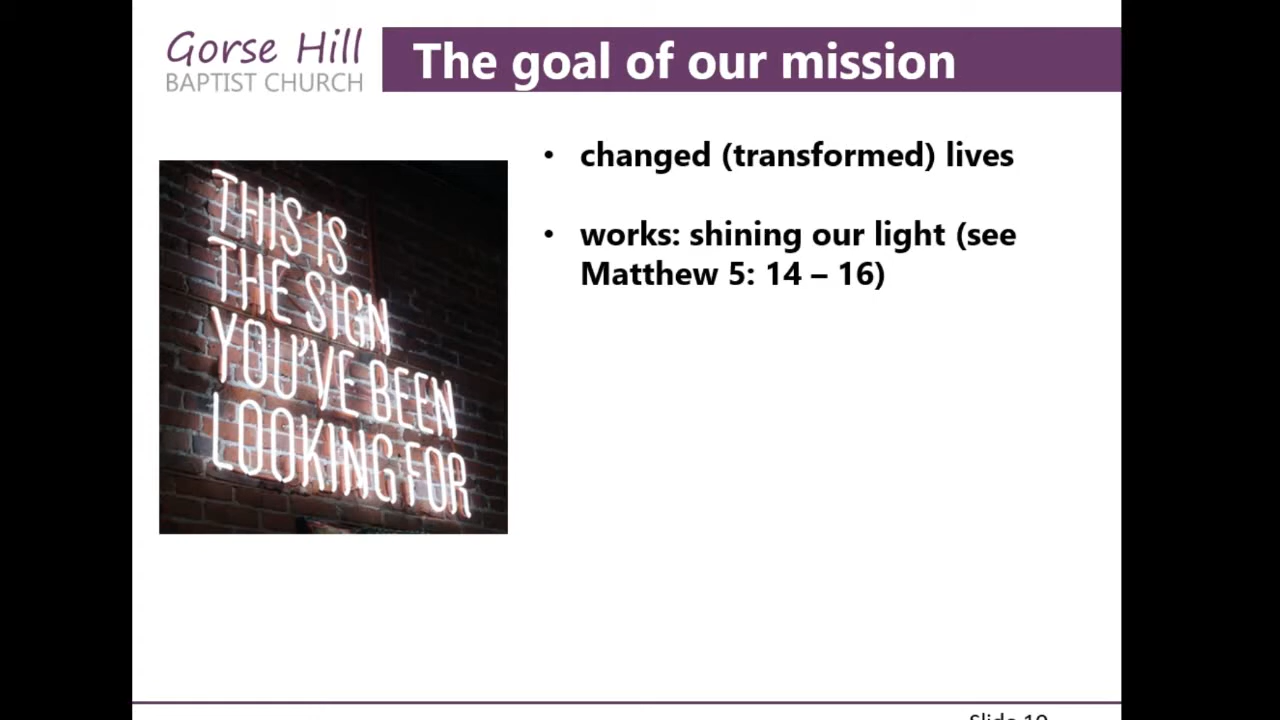 Gorse Hill
BAPTIST CHURCH
The goal of our mission
• changed (transformed) lives
• works: shining our light (see
Matthew 5: 14 – 16)
THIS IS
THE SIGN
YOU'VE BEEN
LOOKING FOR